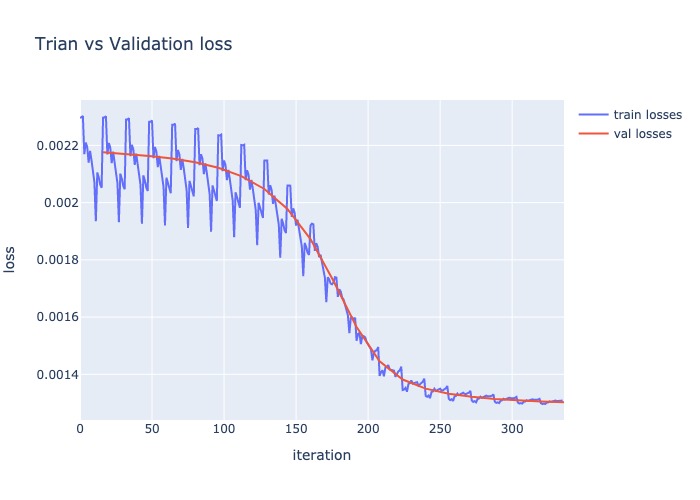 Trian vs Validation loss
train losses
val losses
0.0022
0.002
0.0018
0.0016
0.0014
loss
0
50
100
150
200
250
300
iteration